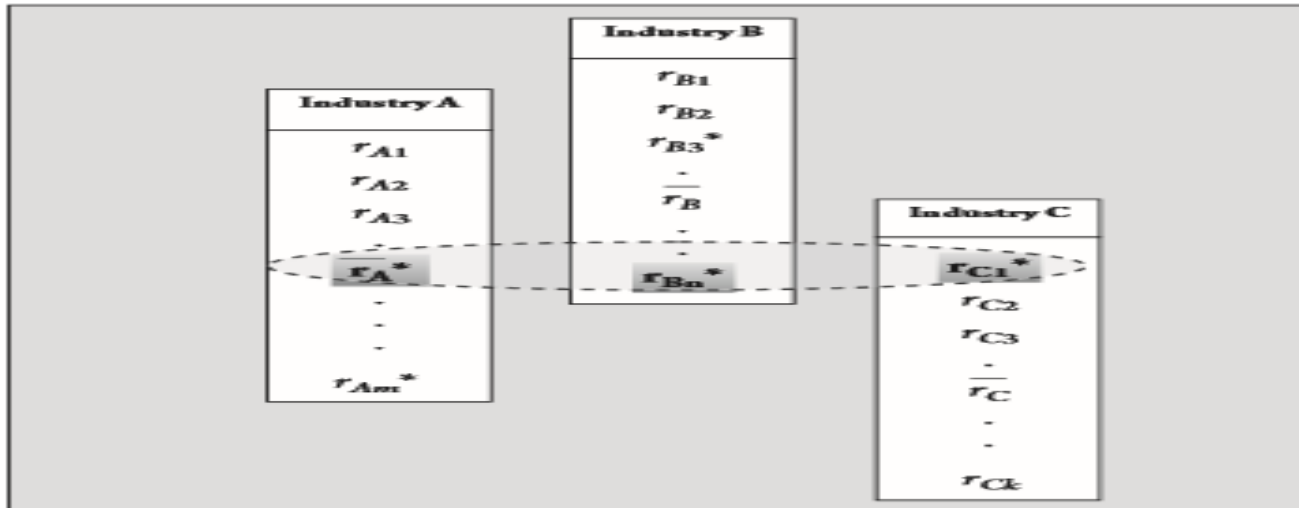 Industry A
r_A1
r_A2
r_A3
.
r̅_A*
.
.
.
r_Am*
Industry B
r_B1
r_B2
r_B3*
.
r̅_B
.
.
r_Bn*
Industry C
r_C1*
r_C2
r_C3
.
r̅_C
.
.
r_Ck